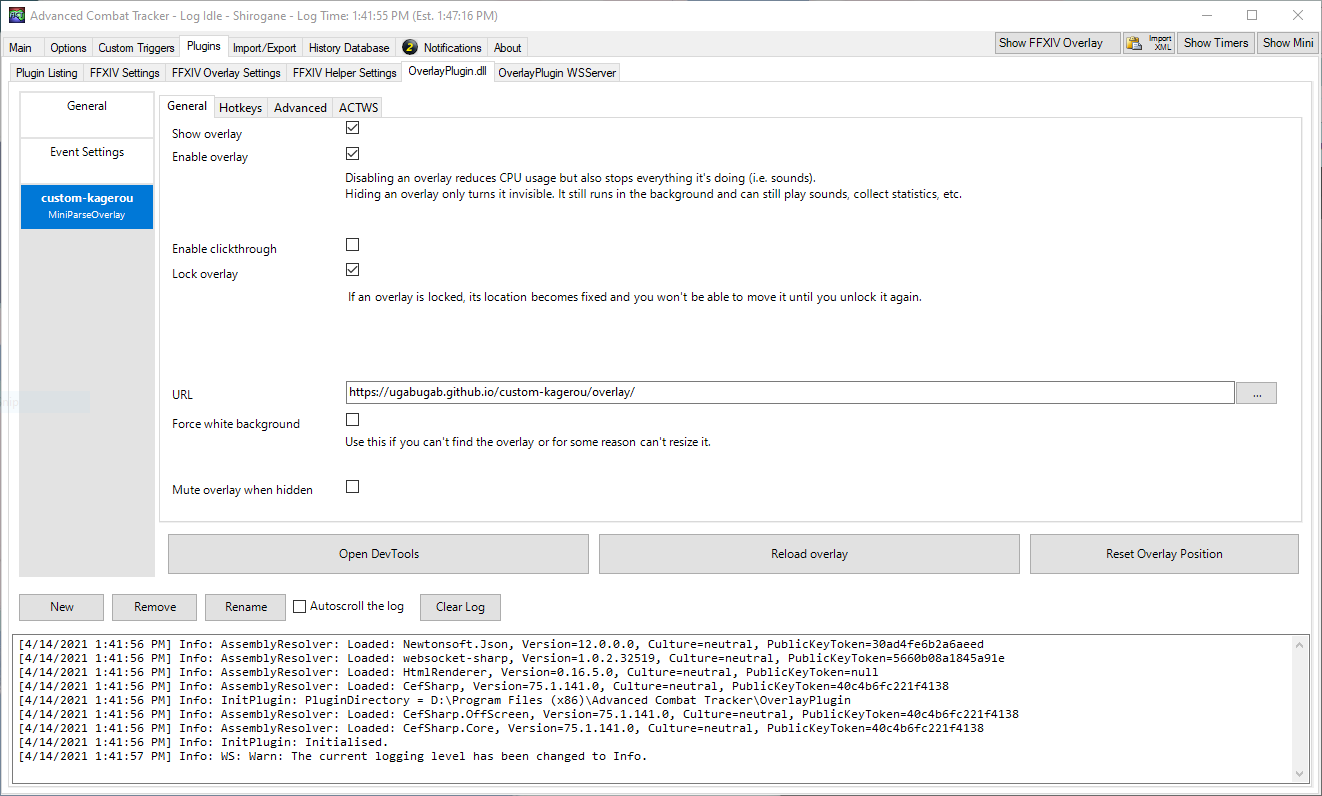 Advanced Combat Tracker - Log Idle - Shirogane - Log Time: 1:41:55 PM (Est. 1:47:16 PM)
Main Options Custom Triggers Plugins Import/Export History Database 2 Notifications About
Show FFXIV Overlay Import XML Show Timers Show Mini
Plugin Listing FFXIV Settings FFXIV Overlay Settings FFXIV Helper Settings OverlayPlugin.dll OverlayPlugin WSServer
General
Event Settings
custom-kagerou
MiniParseOverlay
General Hotkeys Advanced ACTWS
Show overlay
Enable overlay
Disabling an overlay reduces CPU usage but also stops everything it's doing (i.e. sounds).
Hiding an overlay only turns it invisible. It still runs in the background and can still play sounds, collect statistics, etc.
Enable clickthrough
Lock overlay
If an overlay is locked, its location becomes fixed and you won't be able to move it until you unlock it again.
URL https://ugabugab.github.io/custom-kagerou/overlay/ ...
Force white background
Use this if you can't find the overlay or for some reason can't resize it.
Mute overlay when hidden
Open DevTools Reload overlay Reset Overlay Position
New Remove Rename Autoscroll the log Clear Log
[4/14/2021 1:41:56 PM] Info: AssemblyResolver: Loaded: Newtonsoft.Json, Version=12.0.0.0, Culture=neutral, PublicKeyToken=30ad4fe6b2a6aeed
[4/14/2021 1:41:56 PM] Info: AssemblyResolver: Loaded: websocket-sharp, Version=1.0.2.32519, Culture=neutral, PublicKeyToken=5660b08a1845a91e
[4/14/2021 1:41:56 PM] Info: AssemblyResolver: Loaded: HtmlRenderer, Version=0.16.5.0, Culture=neutral, PublicKeyToken=null
[4/14/2021 1:41:56 PM] Info: AssemblyResolver: Loaded: CefSharp, Version=75.1.141.0, Culture=neutral, PublicKeyToken=40c4b6fc221f4138
[4/14/2021 1:41:56 PM] Info: InitPlugin: PluginDirectory = D:\Program Files (x86)\Advanced Combat Tracker\OverlayPlugin
[4/14/2021 1:41:56 PM] Info: AssemblyResolver: Loaded: CefSharp.OffScreen, Version=75.1.141.0, Culture=neutral, PublicKeyToken=40c4b6fc221f4138
[4/14/2021 1:41:56 PM] Info: AssemblyResolver: Loaded: CefSharp.Core, Version=75.1.141.0, Culture=neutral, PublicKeyToken=40c4b6fc221f4138
[4/14/2021 1:41:56 PM] Info: InitPlugin: Initialised.
[4/14/2021 1:41:57 PM] Info: WS: Warn: The current logging level has been changed to Info.